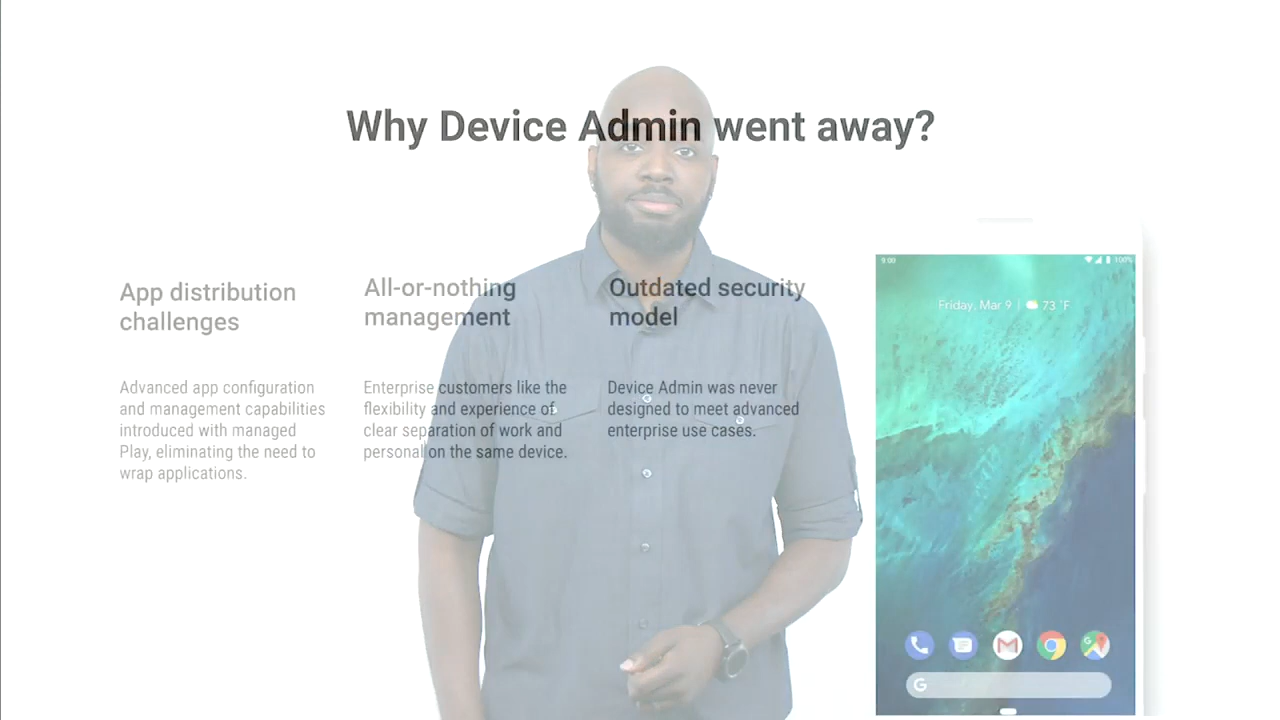 Why Device Admin went away?
App distribution
challenges
Advanced app configuration
and management capabilities
introduced with managed
Play, eliminating the need to
wrap applications.
All-or-nothing
management
Enterprise customers like the
flexibility and experience of
clear separation of work and
personal on the same device.
Outdated security
model
Device Admin was never
designed to meet advanced
enterprise use cases.
9:00 100%
Friday, Mar 9 | 73 °F
G